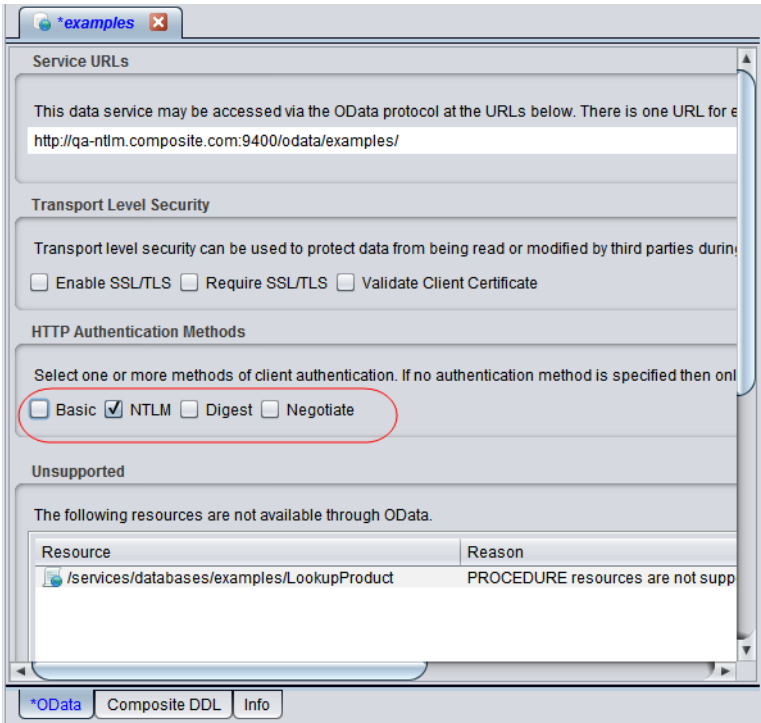 *examples
Service URLs
This data service may be accessed via the OData protocol at the URLs below. There is one URL for e
http://qa-ntlm.composite.com:9400/odata/examples/
Transport Level Security
Transport level security can be used to protect data from being read or modified by third parties during
Enable SSL/TLS Require SSL/TLS Validate Client Certificate
HTTP Authentication Methods
Select one or more methods of client authentication. If no authentication method is specified then onl
Basic NTLM Digest Negotiate
Unsupported
The following resources are not available through OData.
Resource Reason
/services/databases/examples/LookupProduct PROCEDURE resources are not supp
*OData Composite DDL Info